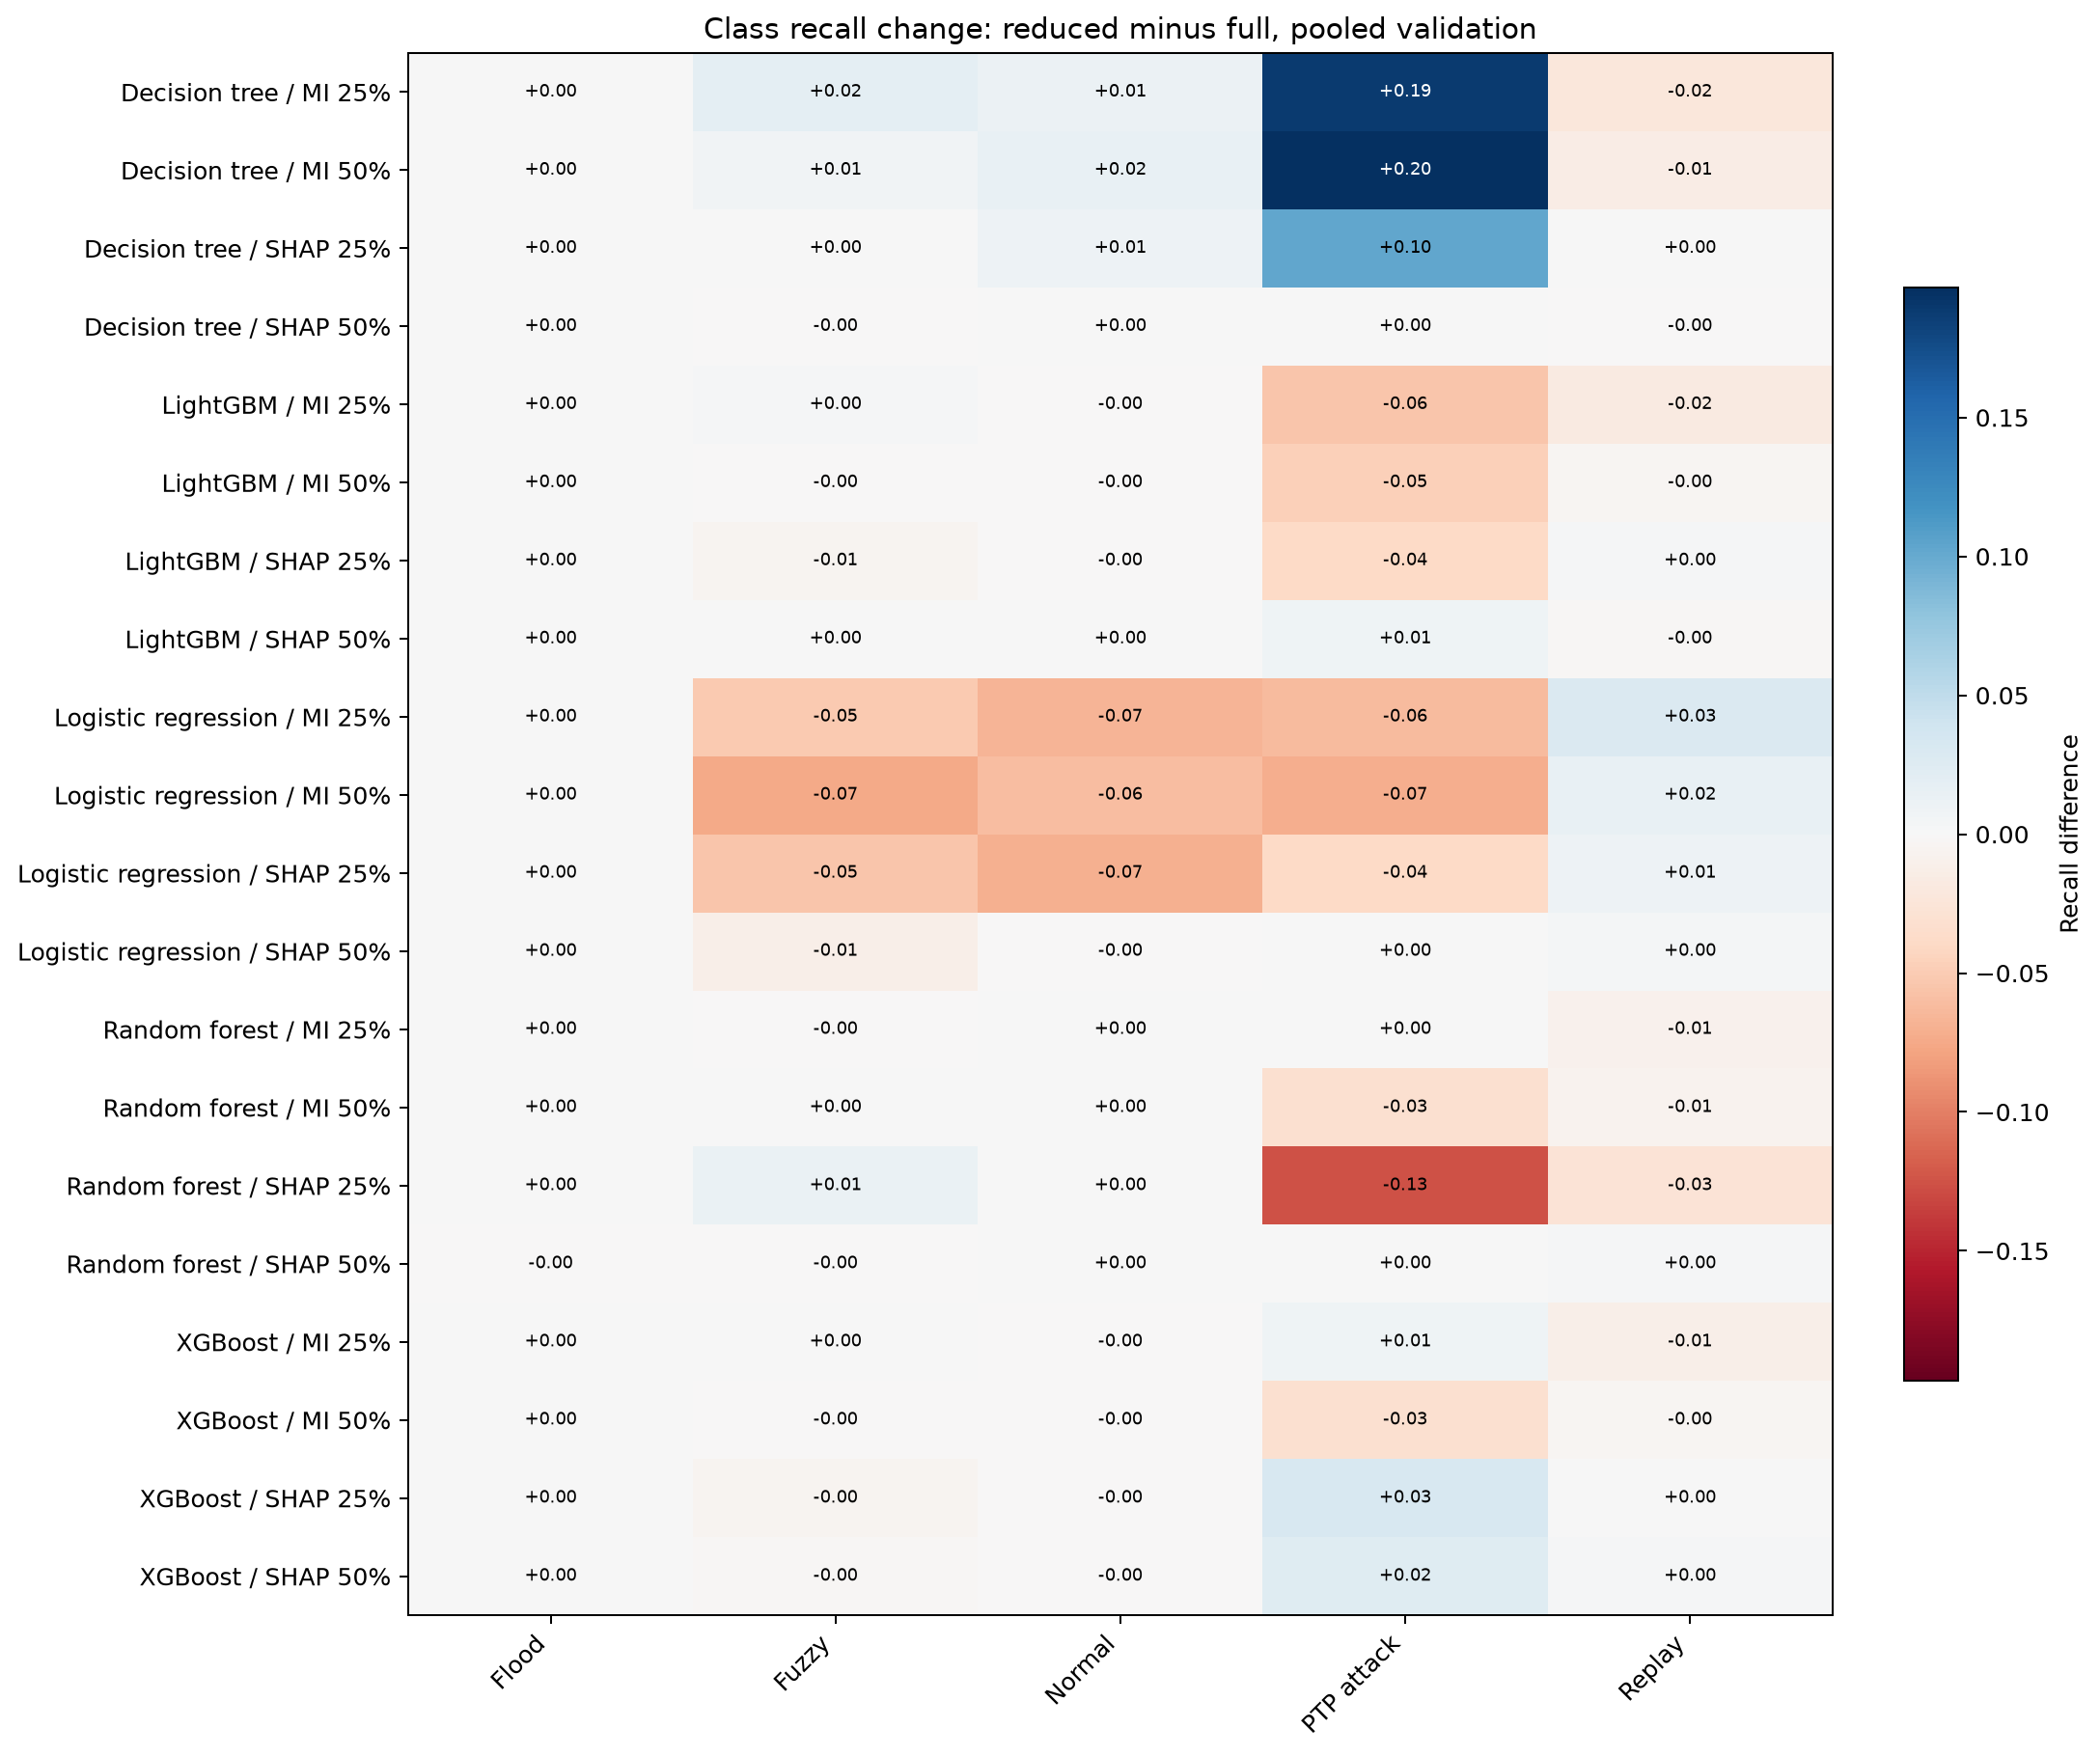 Class recall change: reduced minus full, pooled validation
Decision tree / MI 25% +0.00 +0.02 +0.01 +0.19 -0.02
Decision tree / MI 50% +0.00 +0.01 +0.02 +0.20 -0.01
Decision tree / SHAP 25% +0.00 +0.00 +0.01 +0.10 +0.00
Decision tree / SHAP 50% +0.00 -0.00 +0.00 +0.00 -0.00
LightGBM / MI 25% +0.00 +0.00 -0.00 -0.06 -0.02
LightGBM / MI 50% +0.00 -0.00 -0.00 -0.05 -0.00
LightGBM / SHAP 25% +0.00 -0.01 -0.00 -0.04 +0.00
LightGBM / SHAP 50% +0.00 +0.00 +0.00 +0.01 -0.00
Logistic regression / MI 25% +0.00 -0.05 -0.07 -0.06 +0.03
Logistic regression / MI 50% +0.00 -0.07 -0.06 -0.07 +0.02
Logistic regression / SHAP 25% +0.00 -0.05 -0.07 -0.04 +0.01
Logistic regression / SHAP 50% +0.00 -0.01 -0.00 +0.00 +0.00
Random forest / MI 25% +0.00 -0.00 +0.00 +0.00 -0.01
Random forest / MI 50% +0.00 +0.00 +0.00 -0.03 -0.01
Random forest / SHAP 25% +0.00 +0.01 +0.00 -0.13 -0.03
Random forest / SHAP 50% -0.00 -0.00 +0.00 +0.00 +0.00
XGBoost / MI 25% +0.00 +0.00 -0.00 +0.01 -0.01
XGBoost / MI 50% +0.00 -0.00 -0.00 -0.03 -0.00
XGBoost / SHAP 25% +0.00 -0.00 -0.00 +0.03 +0.00
XGBoost / SHAP 50% +0.00 -0.00 -0.00 +0.02 +0.00
Flood Fuzzy Normal PTP attack Replay
0.15
0.10
0.05
0.00
−0.05
−0.10
−0.15
Recall difference